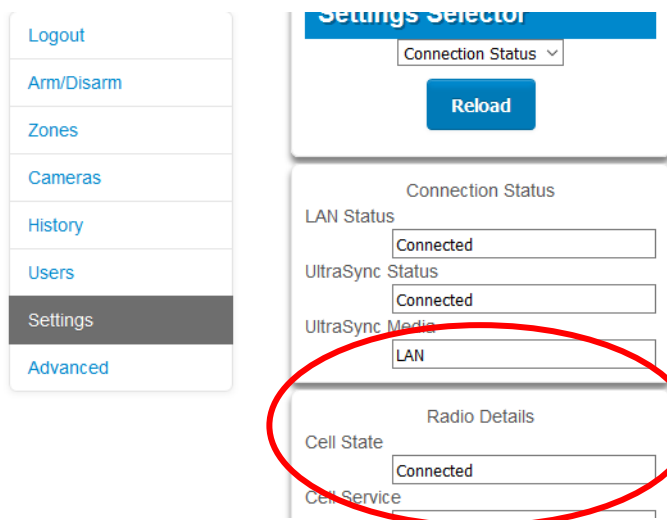 Logout
Arm/Disarm
Zones
Cameras
History
Users
Settings
Advanced
Settings Selector
Connection Status
Reload
Connection Status
LAN Status
Connected
UltraSync Status
Connected
UltraSync Media
LAN
Radio Details
Cell State
Connected
Cell Service